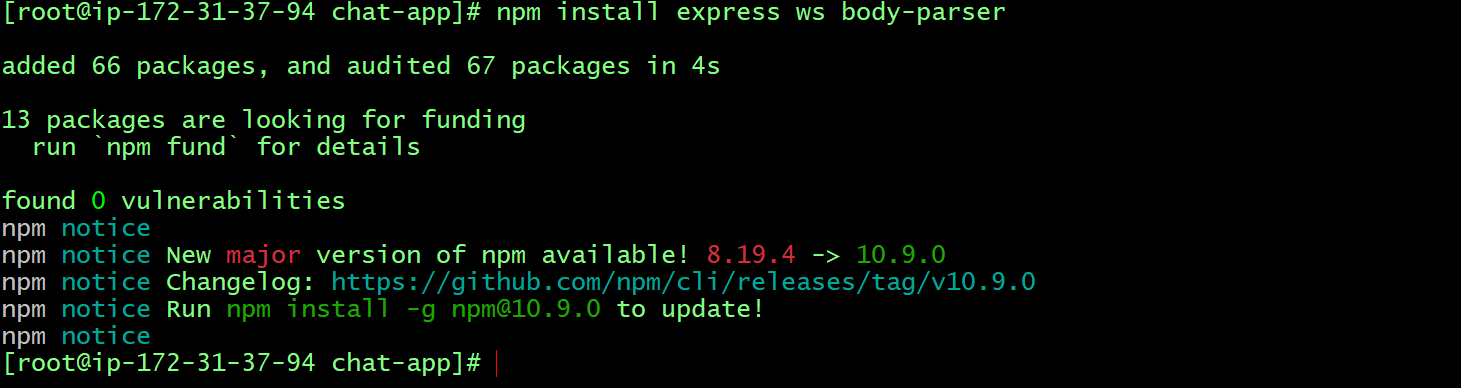 [root@ip-172-31-37-94 chat-app]# npm install express ws body-parser
added 66 packages, and audited 67 packages in 4s
13 packages are looking for funding
  run `npm fund` for details
found 0 vulnerabilities
npm notice
npm notice New major version of npm available! 8.19.4 -> 10.9.0
npm notice Changelog: https://github.com/npm/cli/releases/tag/v10.9.0
npm notice Run npm install -g npm@10.9.0 to update!
npm notice
[root@ip-172-31-37-94 chat-app]#